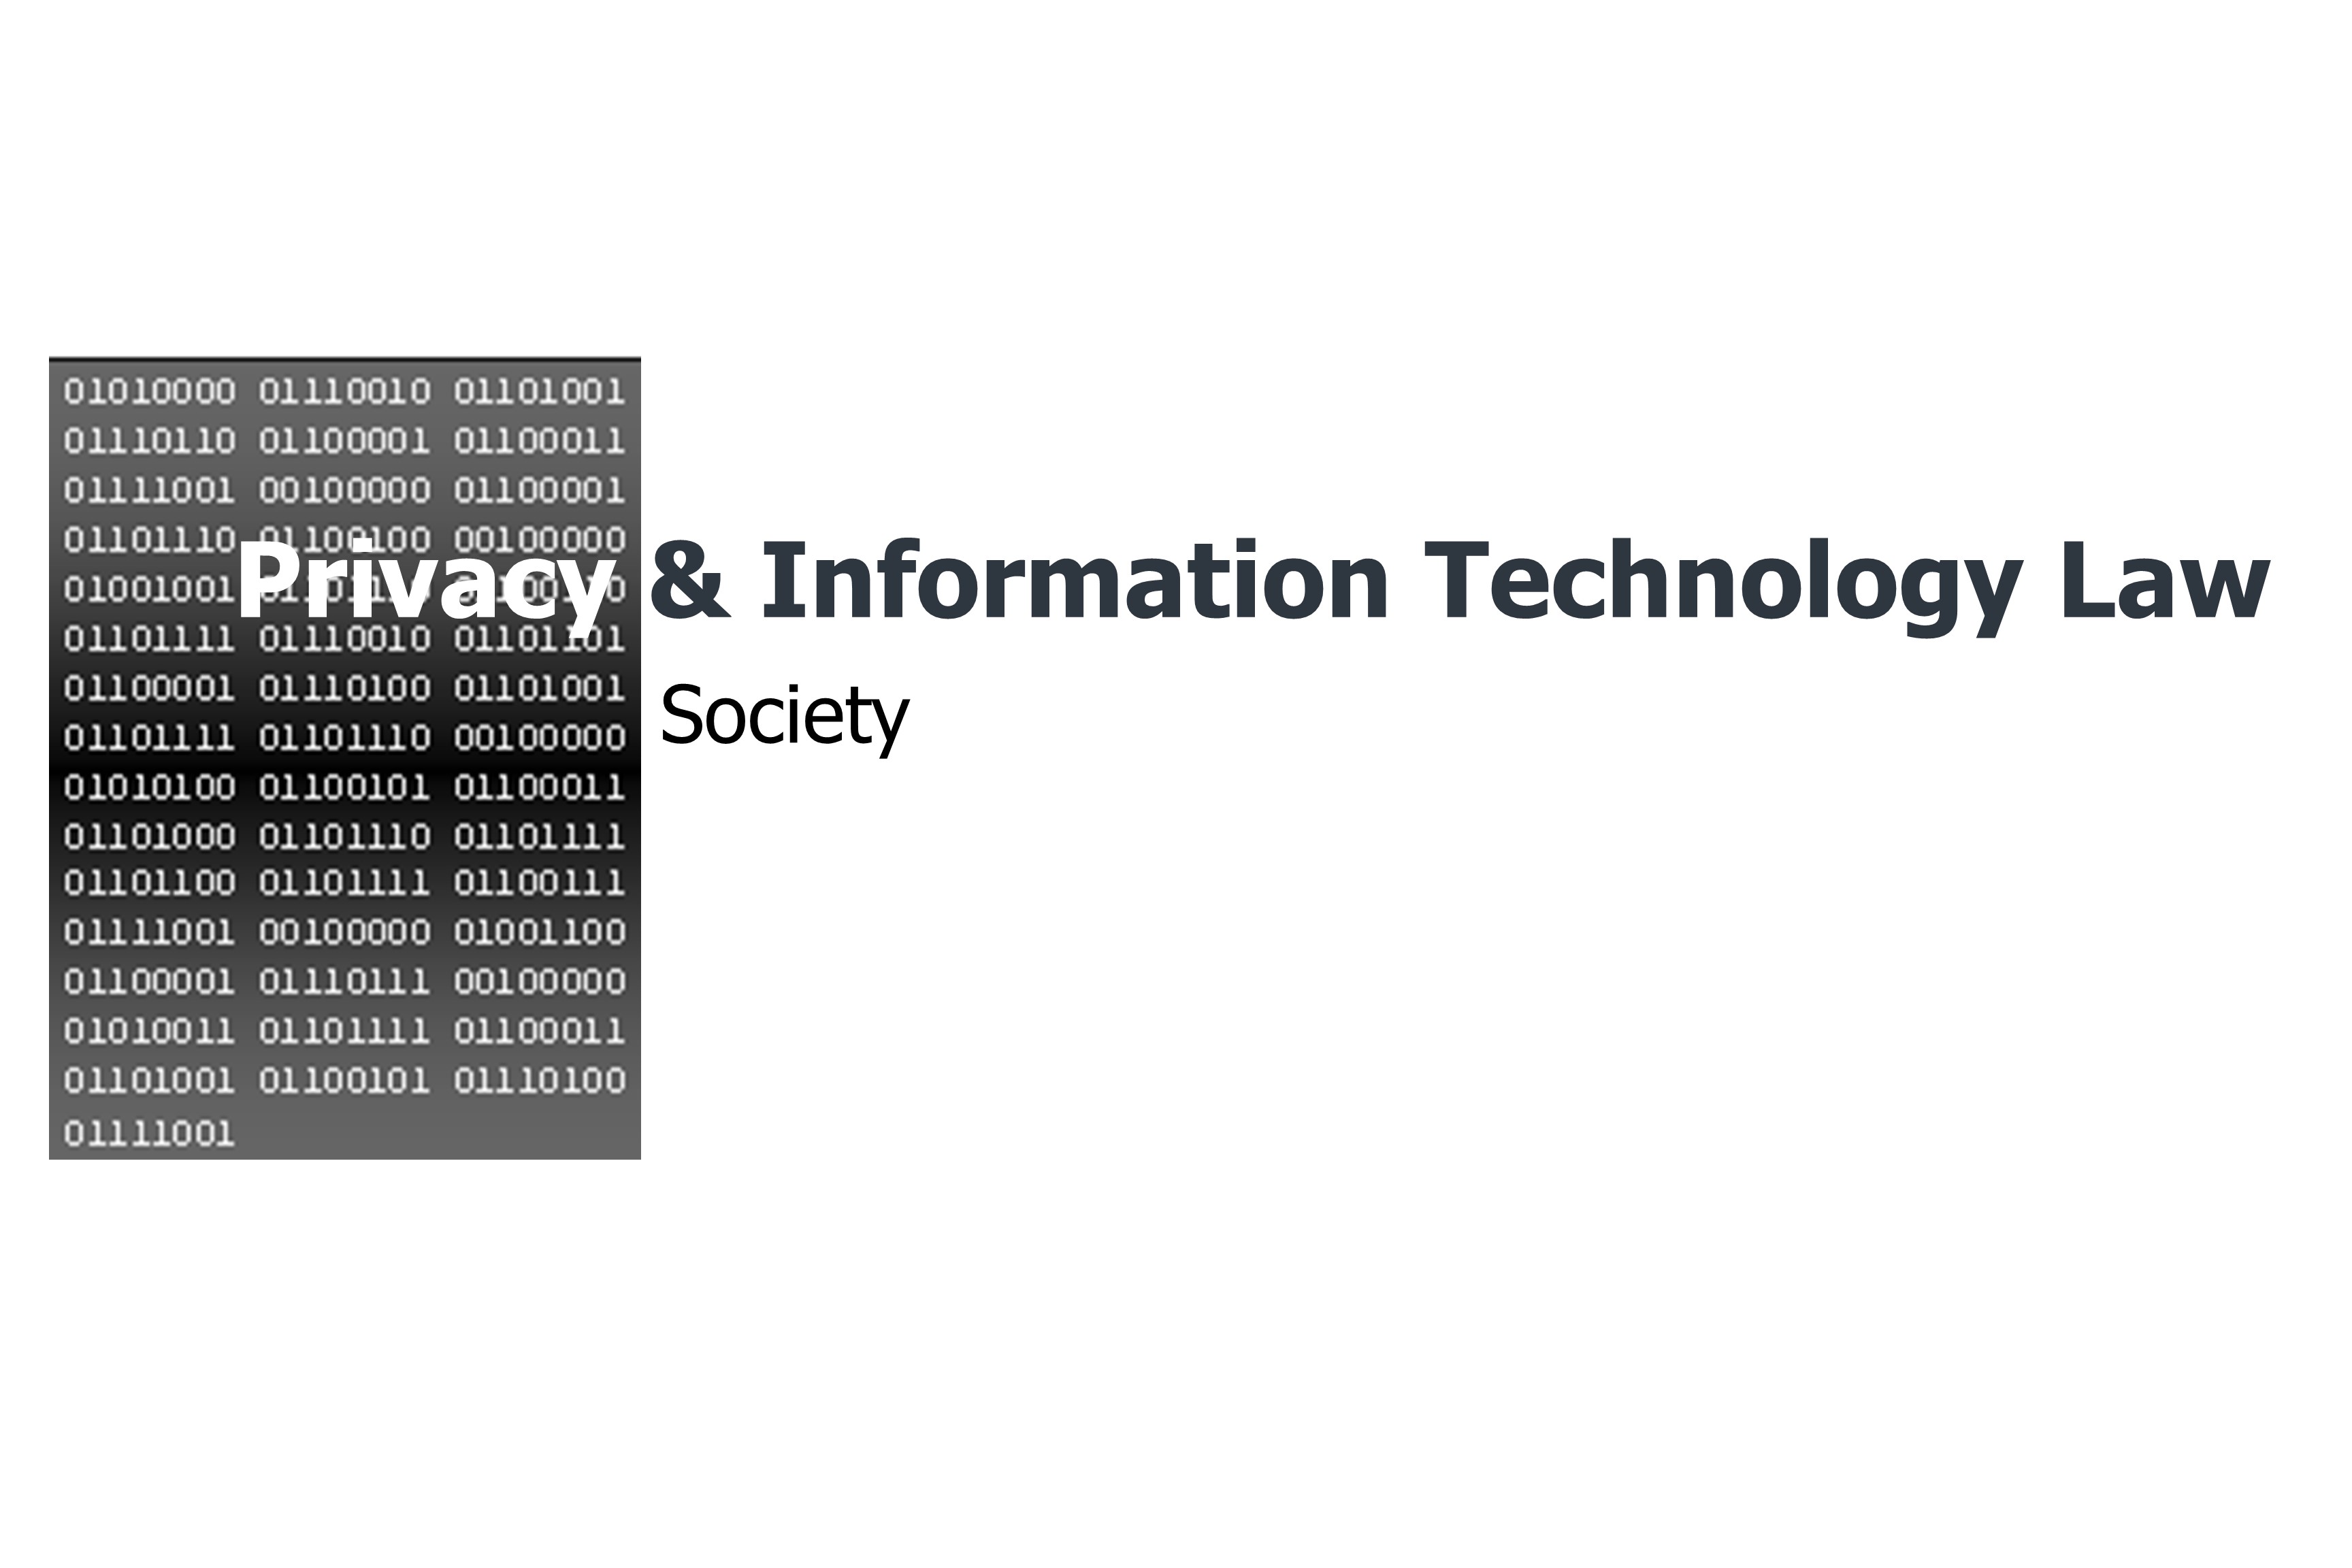 01010000 01110010 01101001
01110110 01100001 01100011
01111001 00100000 01100001
01101110 01100100 00100000
Privacy & Information Technology Law
01001001 01101110 01100110
01101111 01110010 01101101
01100001 01110100 01101001
Society
01101111 01101110 00100000
01010100 01100101 01100011
01101000 01101110 01101111
01101100 01101111 01100111
01111001 00100000 01001100
01100001 01110111 00100000
01010011 01101111 01100011
01101001 01100101 01110100
01111001